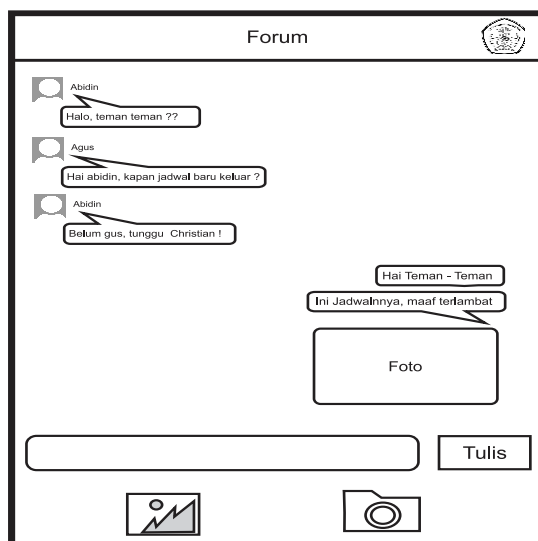 Forum
Abidin
Halo, teman teman ??
Agus
Hai abidin, kapan jadwal baru keluar ?
Abidin
Belum gus, tunggu  Christian !
Hai Teman - Teman
Ini Jadwalnnya, maaf terlambat
Foto
Tulis